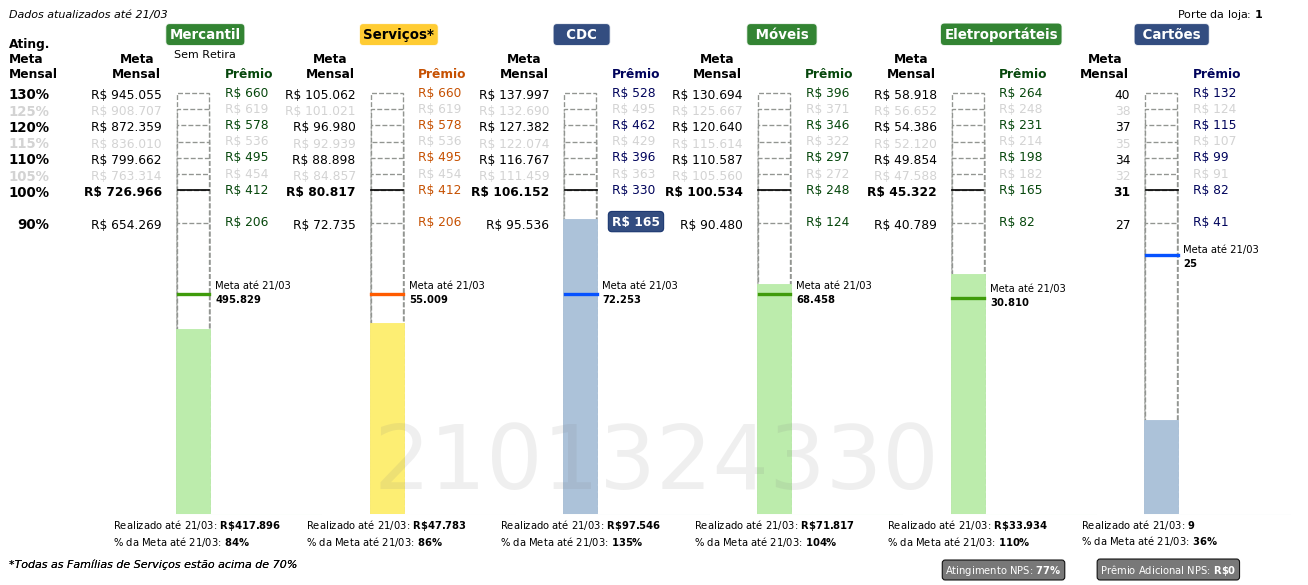 Dados atualizados até 21/03 Porte da loja: 1
Mercantil Serviços* CDC Móveis Eletroportáteis Cartões
Ating. Meta Mensal
Sem Retira
Meta Mensal Prêmio Meta Mensal Prêmio Meta Mensal Prêmio Meta Mensal Prêmio Meta Mensal Prêmio Meta Mensal Prêmio
130% R$ 945.055 R$ 660 R$ 105.062 R$ 660 R$ 137.997 R$ 528 R$ 130.694 R$ 396 R$ 58.918 R$ 264 40 R$ 132
125% R$ 908.707 R$ 619 R$ 101.021 R$ 619 R$ 132.690 R$ 495 R$ 125.667 R$ 371 R$ 56.652 R$ 248 38 R$ 124
120% R$ 872.359 R$ 578 R$ 96.980 R$ 578 R$ 127.382 R$ 462 R$ 120.640 R$ 346 R$ 54.386 R$ 231 37 R$ 115
115% R$ 836.010 R$ 536 R$ 92.939 R$ 536 R$ 122.074 R$ 429 R$ 115.614 R$ 322 R$ 52.120 R$ 214 35 R$ 107
110% R$ 799.662 R$ 495 R$ 88.898 R$ 495 R$ 116.767 R$ 396 R$ 110.587 R$ 297 R$ 49.854 R$ 198 34 R$ 99
105% R$ 763.314 R$ 454 R$ 84.857 R$ 454 R$ 111.459 R$ 363 R$ 105.560 R$ 272 R$ 47.588 R$ 182 32 R$ 91
100% R$ 726.966 R$ 412 R$ 80.817 R$ 412 R$ 106.152 R$ 330 R$ 100.534 R$ 248 R$ 45.322 R$ 165 31 R$ 82
90% R$ 654.269 R$ 206 R$ 72.735 R$ 206 R$ 95.536 R$ 165 R$ 90.480 R$ 124 R$ 40.789 R$ 82 27 R$ 41
Meta até 21/03
25
Meta até 21/03 Meta até 21/03 Meta até 21/03 Meta até 21/03 Meta até 21/03
495.829 55.009 72.253 68.458 30.810
2101324330
Realizado até 21/03: R$417.896 Realizado até 21/03: R$47.783 Realizado até 21/03: R$97.546 Realizado até 21/03: R$71.817 Realizado até 21/03: R$33.934 Realizado até 21/03: 9
% da Meta até 21/03: 84% % da Meta até 21/03: 86% % da Meta até 21/03: 135% % da Meta até 21/03: 104% % da Meta até 21/03: 110% % da Meta até 21/03: 36%
*Todas as Famílias de Serviços estão acima de 70% Atingimento NPS: 77% Prêmio Adicional NPS: R$0